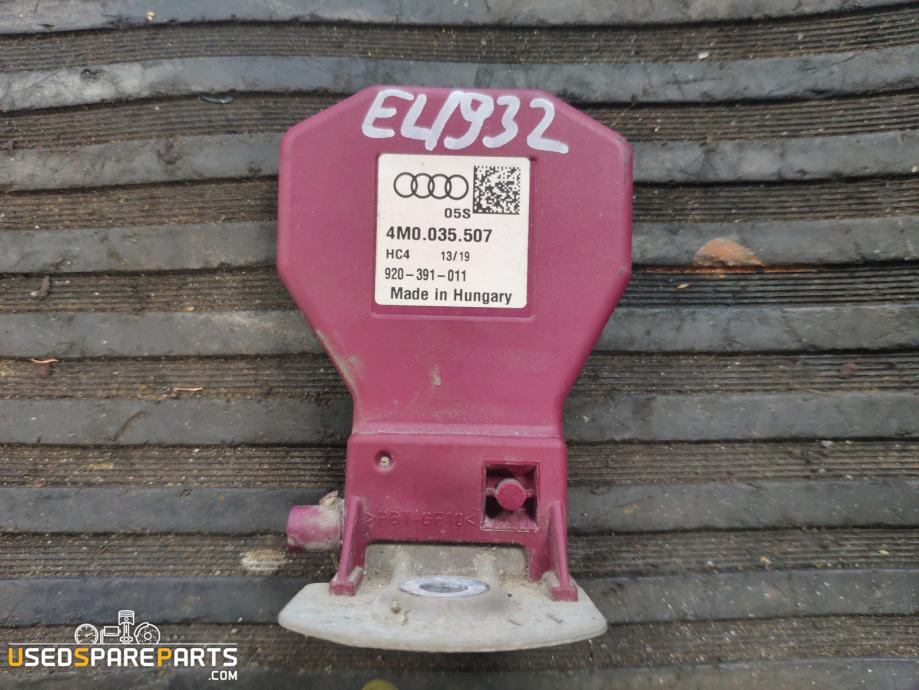 EL1932
05S
4M0.035.507
HC4 13/19
920-391-011
Made in Hungary
>PBT-GF10<
USEDSPAREPARTS
.COM